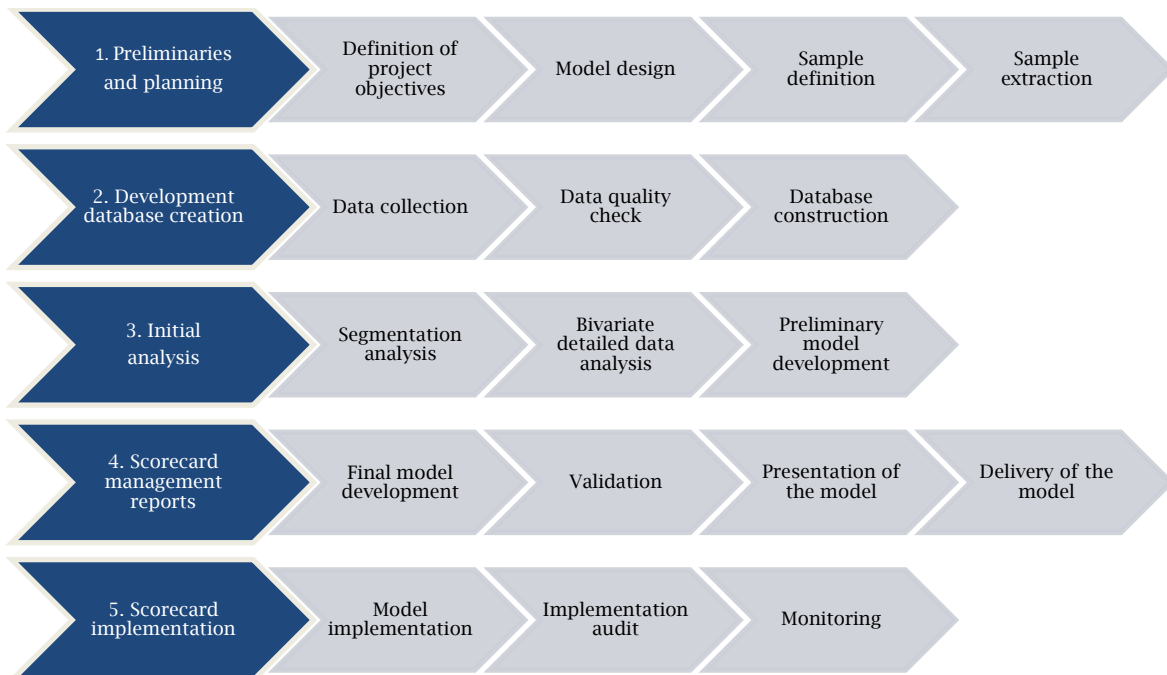 1. Preliminaries
and planning
Definition of
project
objectives
Model design
Sample
definition
Sample
extraction
2. Development
database creation
Data collection
Data quality
check
Database
construction
3. Initial
analysis
Segmentation
analysis
Bivariate
detailed data
analysis
Preliminary
model
development
4. Scorecard
management
reports
Final model
development
Validation
Presentation of
the model
Delivery of the
model
5. Scorecard
implementation
Model
implementation
Implementation
audit
Monitoring